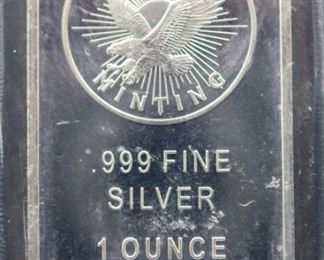 MINTING
.999 FINE
SILVER
1 OUNCE